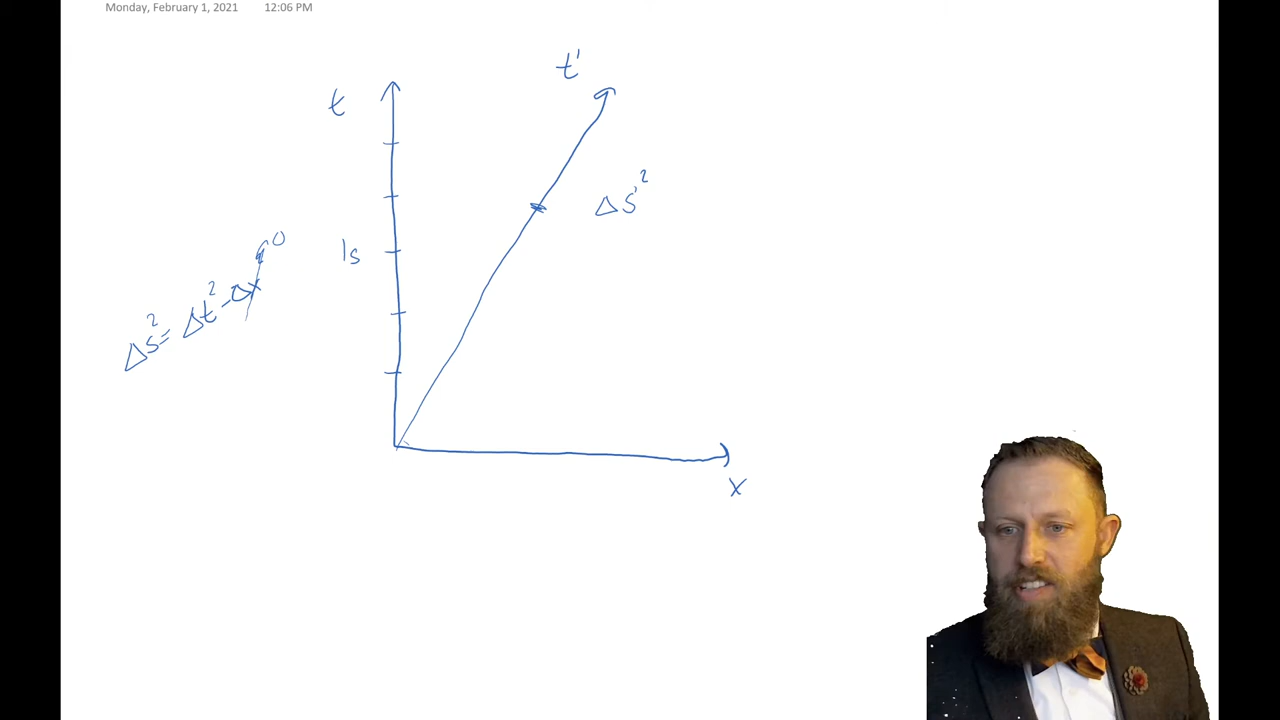 Monday, February 1, 2021 12:06 PM
t'
t
ΔS'²
1s
Δs² = Δt² - Δx² 0
x